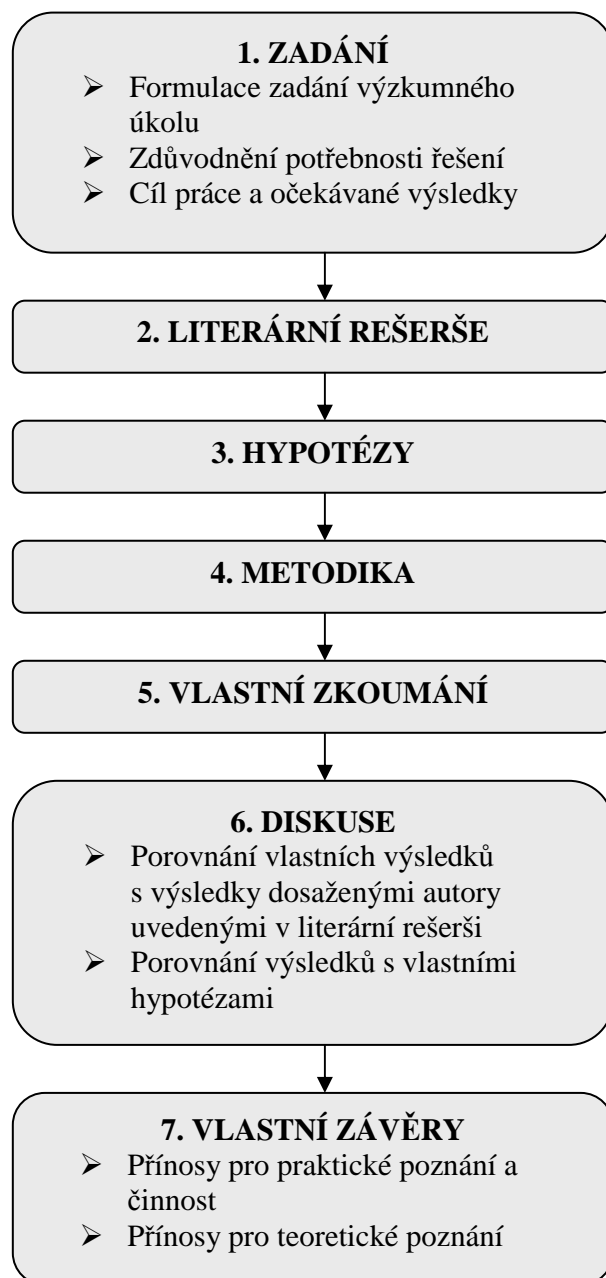 1. ZADÁNÍ
➢ Formulace zadání výzkumného
úkolu
➢ Zdůvodnění potřebnosti řešení
➢ Cíl práce a očekávané výsledky
2. LITERÁRNÍ REŠERŠE
3. HYPOTÉZY
4. METODIKA
5. VLASTNÍ ZKOUMÁNÍ
6. DISKUSE
➢ Porovnání vlastních výsledků
s výsledky dosaženými autory
uvedenými v literární rešerši
➢ Porovnání výsledků s vlastními
hypotézami
7. VLASTNÍ ZÁVĚRY
➢ Přínosy pro praktické poznání a
činnost
➢ Přínosy pro teoretické poznání